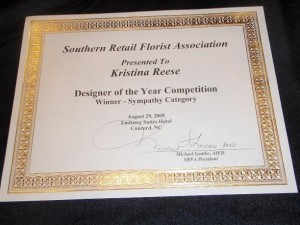 Southern Retail Florist Association
Presented To
Kristina Reese
Designer of the Year Competition
Winner - Sympathy Category
August 29, 2008
Embassy Suites Hotel
Concord, NC
Michael Gaddie, AIFD
SRFA President